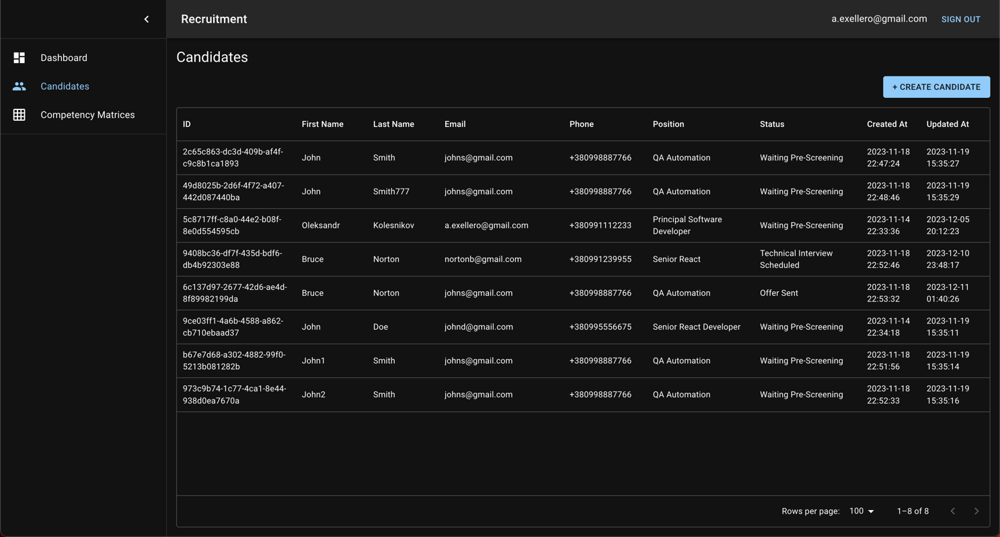 Recruitment
a.exellero@gmail.com SIGN OUT
Dashboard
Candidates
Competency Matrices
Candidates
+ CREATE CANDIDATE
ID First Name Last Name Email Phone Position Status Created At Updated At
2c65c863-dc3d-409b-af4f-c9c8b1ca1893 John Smith johns@gmail.com +380998887766 QA Automation Waiting Pre-Screening 2023-11-18 22:47:24 2023-11-19 15:35:27
49d8025b-2d6f-4f72-a407-442d087440ba John Smith777 johns@gmail.com +380998887766 QA Automation Waiting Pre-Screening 2023-11-18 22:48:46 2023-11-19 15:35:29
5c8717ff-c8a0-44e2-b08f-8e0d554595cb Oleksandr Kolesnikov a.exellero@gmail.com +380991112233 Principal Software Developer Waiting Pre-Screening 2023-11-14 22:33:36 2023-12-05 20:12:23
9408bc36-df7f-435d-bdf6-db4b92303e88 Bruce Norton nortonb@gmail.com +380991239955 Senior React Technical Interview Scheduled 2023-11-18 22:52:46 2023-12-10 23:48:17
6c137d97-2677-42d6-ae4d-8f89982199da Bruce Norton johns@gmail.com +380998887766 QA Automation Offer Sent 2023-11-18 22:53:32 2023-12-11 01:40:26
9ce03ff1-4a6b-4588-a862-cb710ebaad37 John Doe johnd@gmail.com +380995556675 Senior React Developer Waiting Pre-Screening 2023-11-14 22:34:18 2023-11-19 15:35:11
b67e7d68-a302-4882-99f0-5213b081282b John1 Smith johns@gmail.com +380998887766 QA Automation Waiting Pre-Screening 2023-11-18 22:51:56 2023-11-19 15:35:14
973c9b74-1c77-4ca1-8e44-938d0ea7670a John2 Smith johns@gmail.com +380998887766 QA Automation Waiting Pre-Screening 2023-11-18 22:52:33 2023-11-19 15:35:16
Rows per page: 100 1–8 of 8